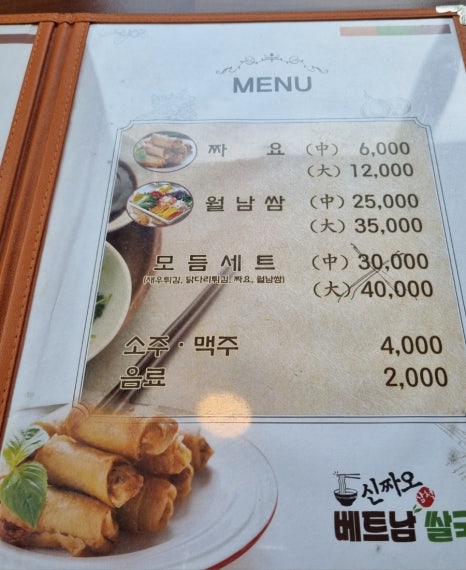 MENU
짜 요 (中) 6,000
(大) 12,000
월남쌈 (中) 25,000
(大) 35,000
모듬세트 (中) 30,000
(새우튀김, 닭다리튀김, 짜요, 월남쌈) (大) 40,000
소주 · 맥주 4,000
음료 2,000
신짜오
베트남 쌀국